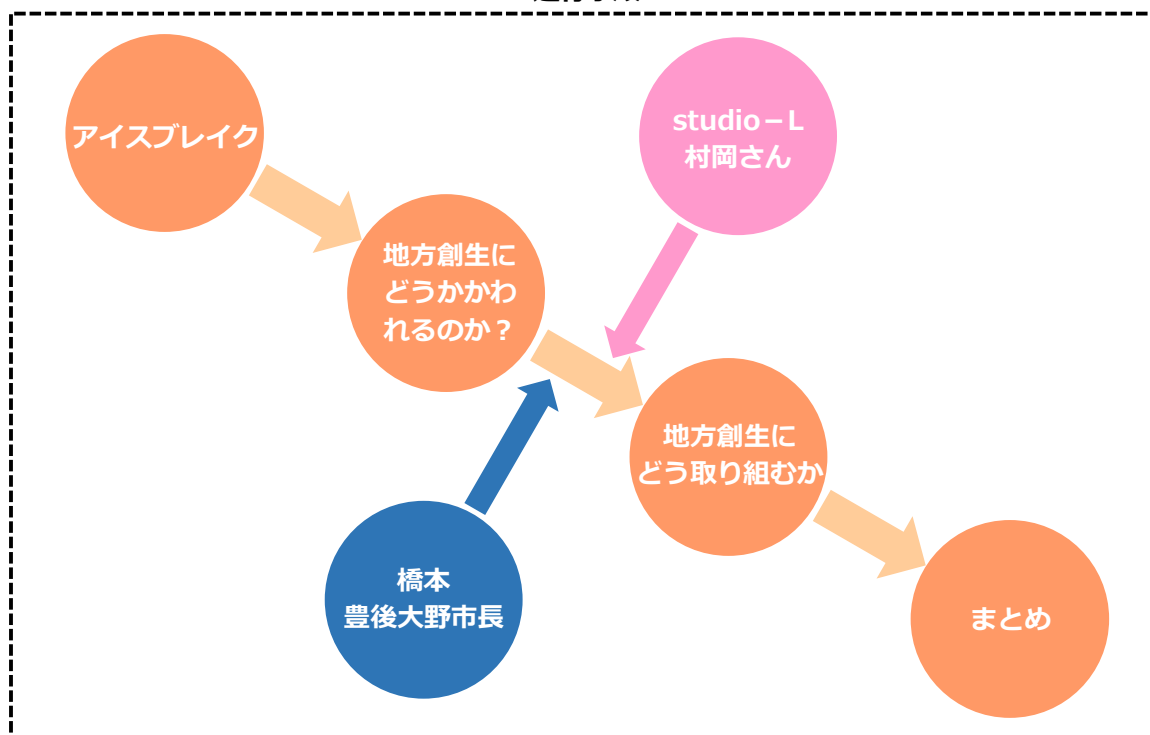 アイスブレイク
studio－L
村岡さん
地方創生に
どうかかわ
れるのか？
地方創生に
どう取り組むか
橋本
豊後大野市長
まとめ